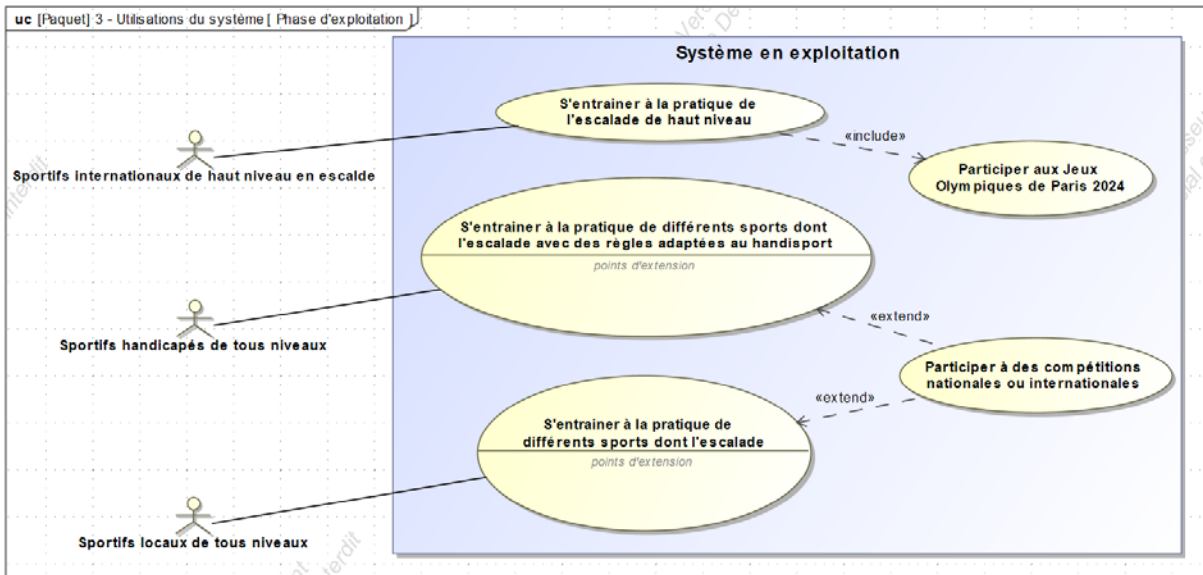 uc [Paquet] 3 - Utilisations du système [ Phase d'exploitation ]
Système en exploitation
S'entrainer à la pratique de
l'escalade de haut niveau
«include»
Participer aux Jeux
Olympiques de Paris 2024
Sportifs internationaux de haut niveau en escalde
S'entrainer à la pratique de différents sports dont
l'escalade avec des règles adaptées au handisport
points d'extension
«extend»
Sportifs handicapés de tous niveaux
Participer à des compétitions
nationales ou internationales
«extend»
S'entrainer à la pratique de
différents sports dont l'escalade
points d'extension
Sportifs locaux de tous niveaux